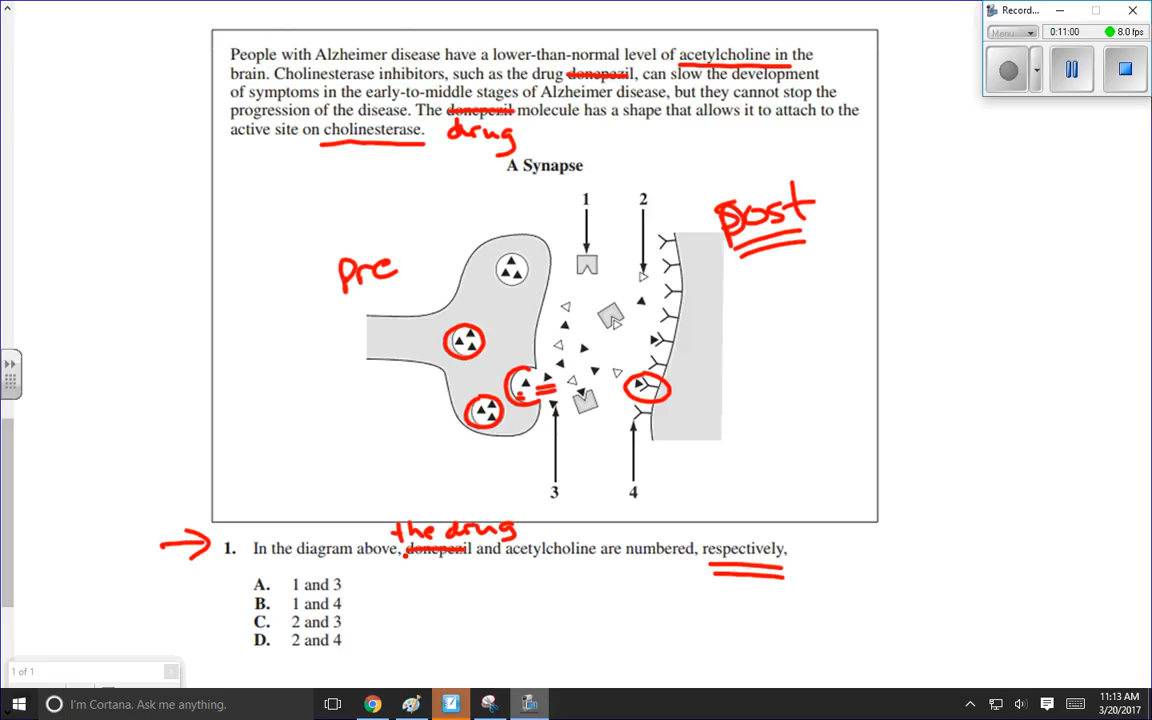 Record...
Menu
0:11:00
8.0 fps
People with Alzheimer disease have a lower-than-normal level of acetylcholine in the
brain. Cholinesterase inhibitors, such as the drug donepezil, can slow the development
of symptoms in the early-to-middle stages of Alzheimer disease, but they cannot stop the
progression of the disease. The donepezil molecule has a shape that allows it to attach to the
active site on cholinesterase.
drug
A Synapse
1
2
post
pre
3
4
the drug
1. In the diagram above, donepezil and acetylcholine are numbered, respectively,
A. 1 and 3
B. 1 and 4
C. 2 and 3
D. 2 and 4
1 of 1
I'm Cortana. Ask me anything.
11:13 AM
3/20/2017